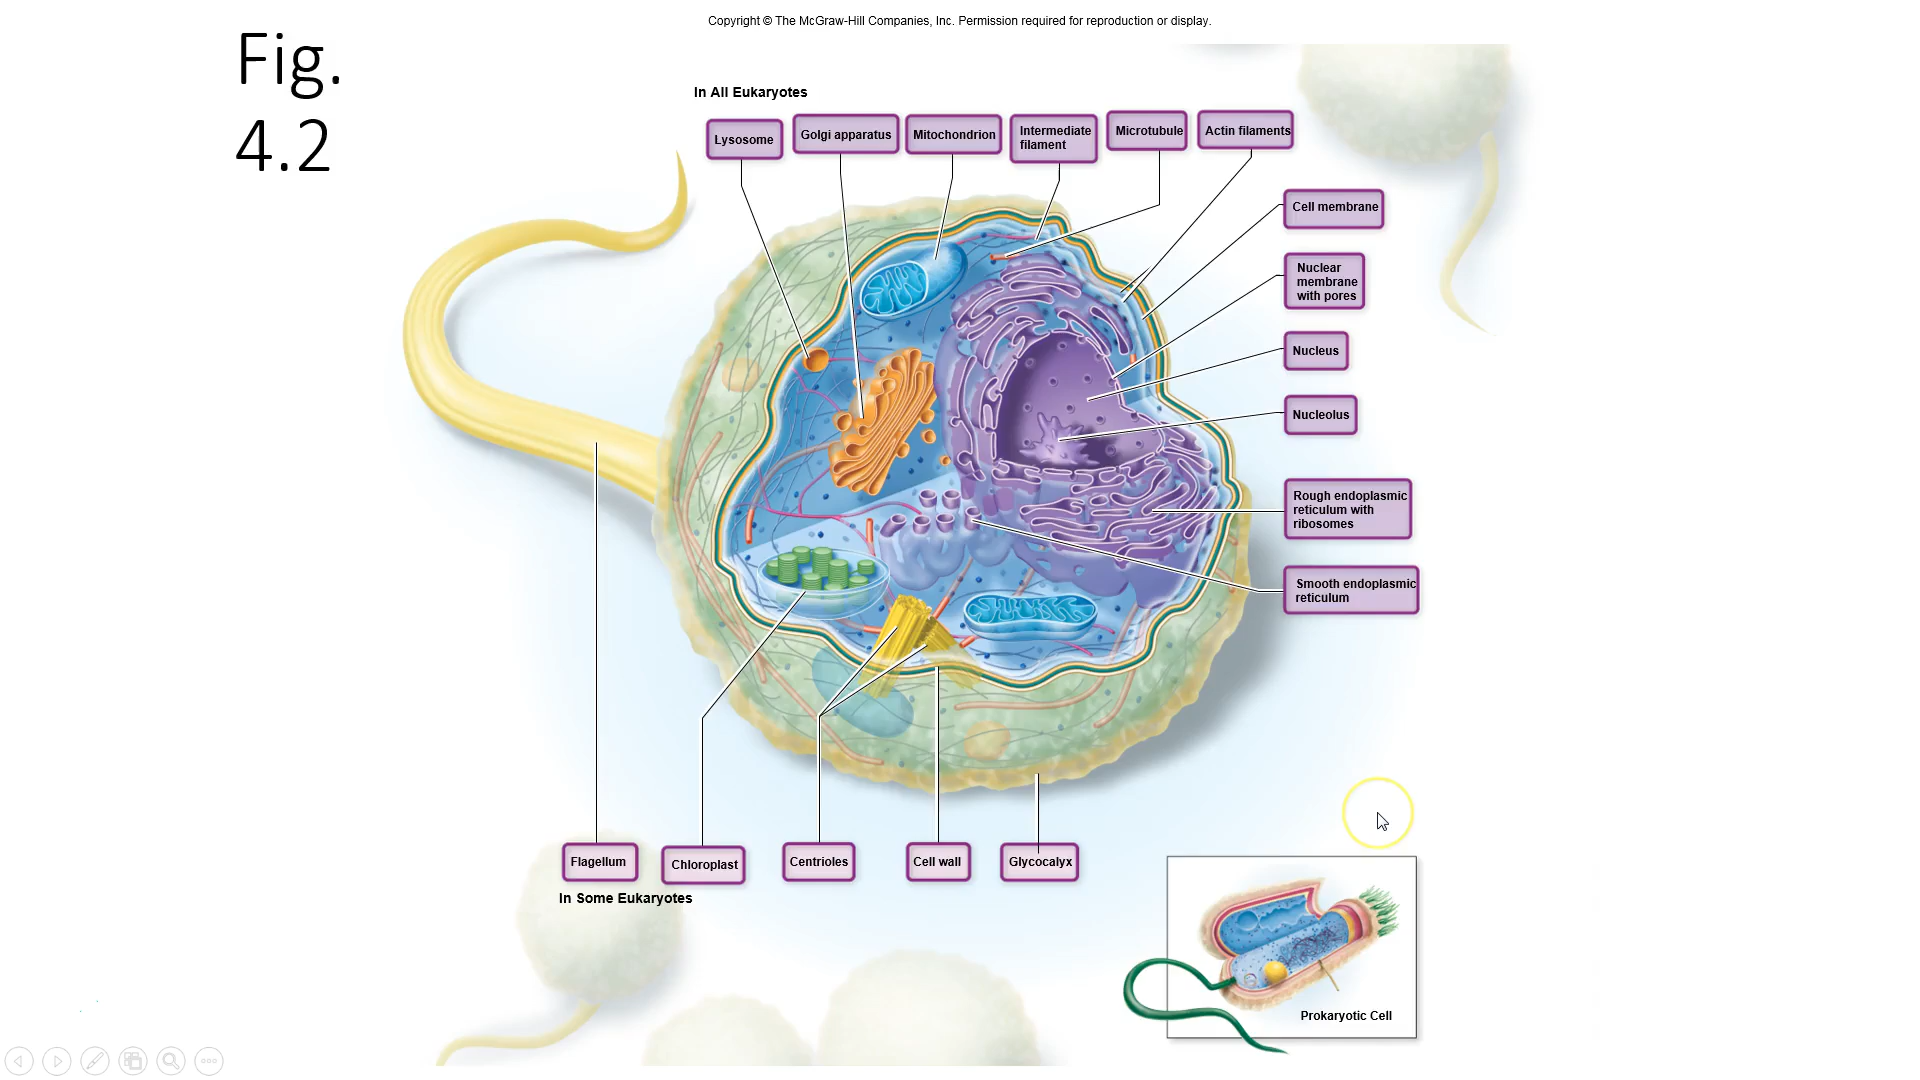 Copyright © The McGraw-Hill Companies, Inc. Permission required for reproduction or display.
Fig.
4.2
In All Eukaryotes
Lysosome
Golgi apparatus
Mitochondrion
Intermediate
filament
Microtubule
Actin filaments
Cell membrane
Nuclear
membrane
with pores
Nucleus
Nucleolus
Rough endoplasmic
reticulum with
ribosomes
Smooth endoplasmic
reticulum
Flagellum
Chloroplast
Centrioles
Cell wall
Glycocalyx
In Some Eukaryotes
Prokaryotic Cell